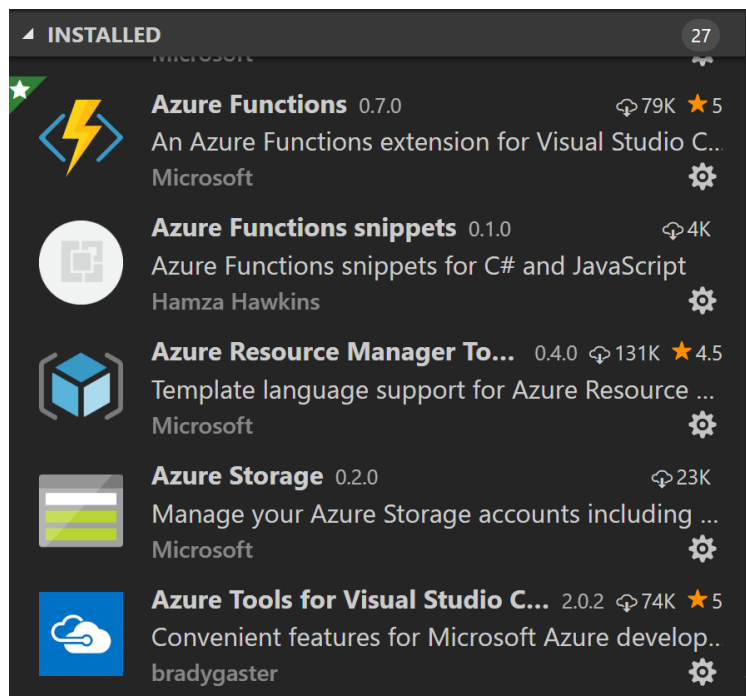 INSTALLED 27
Microsoft
Azure Functions 0.7.0 79K 5
An Azure Functions extension for Visual Studio C...
Microsoft
Azure Functions snippets 0.1.0 4K
Azure Functions snippets for C# and JavaScript
Hamza Hawkins
Azure Resource Manager To... 0.4.0 131K 4.5
Template language support for Azure Resource ...
Microsoft
Azure Storage 0.2.0 23K
Manage your Azure Storage accounts including ...
Microsoft
Azure Tools for Visual Studio C... 2.0.2 74K 5
Convenient features for Microsoft Azure develop...
bradygaster